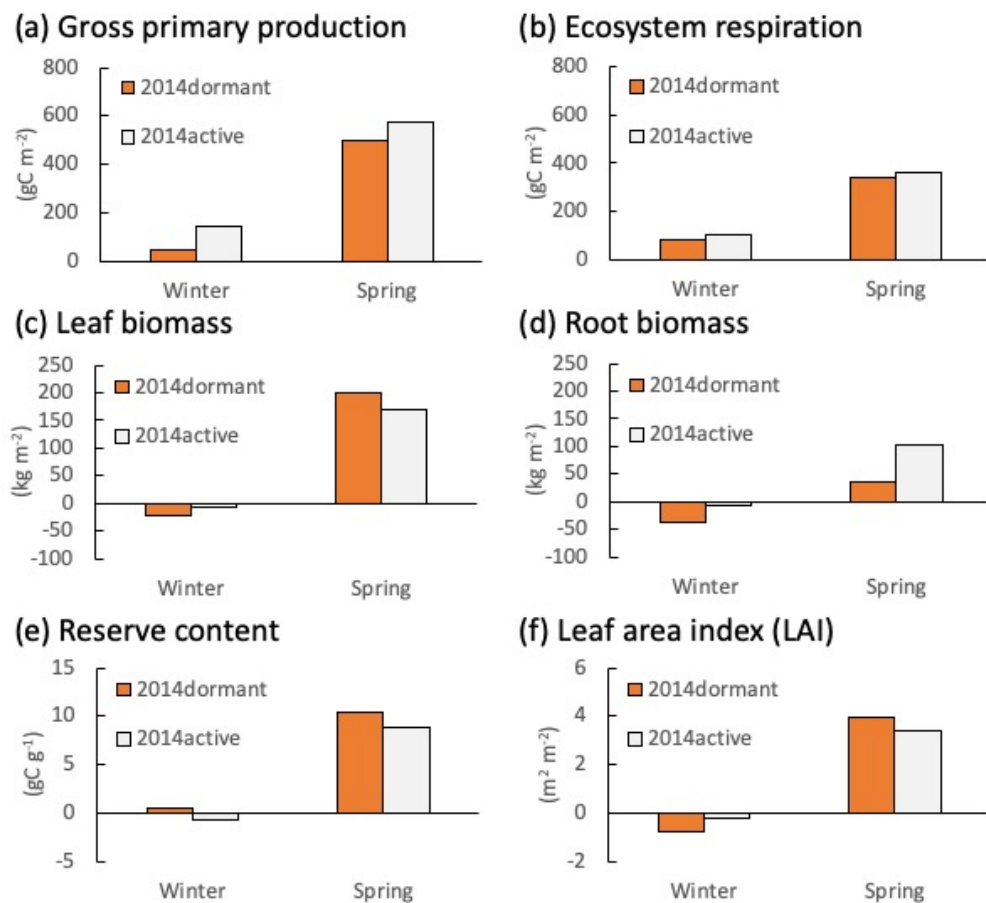 (a) Gross primary production
800
600
400
200
0
(gC m⁻²)
2014dormant
2014active
Winter Spring
(b) Ecosystem respiration
800
600
400
200
0
(gC m⁻²)
2014dormant
2014active
Winter Spring
(c) Leaf biomass
250
200
150
100
50
0
-50
-100
(kg m⁻²)
2014dormant
2014active
Winter Spring
(d) Root biomass
250
200
150
100
50
0
-50
-100
(kg m⁻²)
2014dormant
2014active
Winter Spring
(e) Reserve content
15
10
5
0
-5
(gC g⁻¹)
2014dormant
2014active
Winter Spring
(f) Leaf area index (LAI)
6
4
2
0
-2
(m² m⁻²)
2014dormant
2014active
Winter Spring